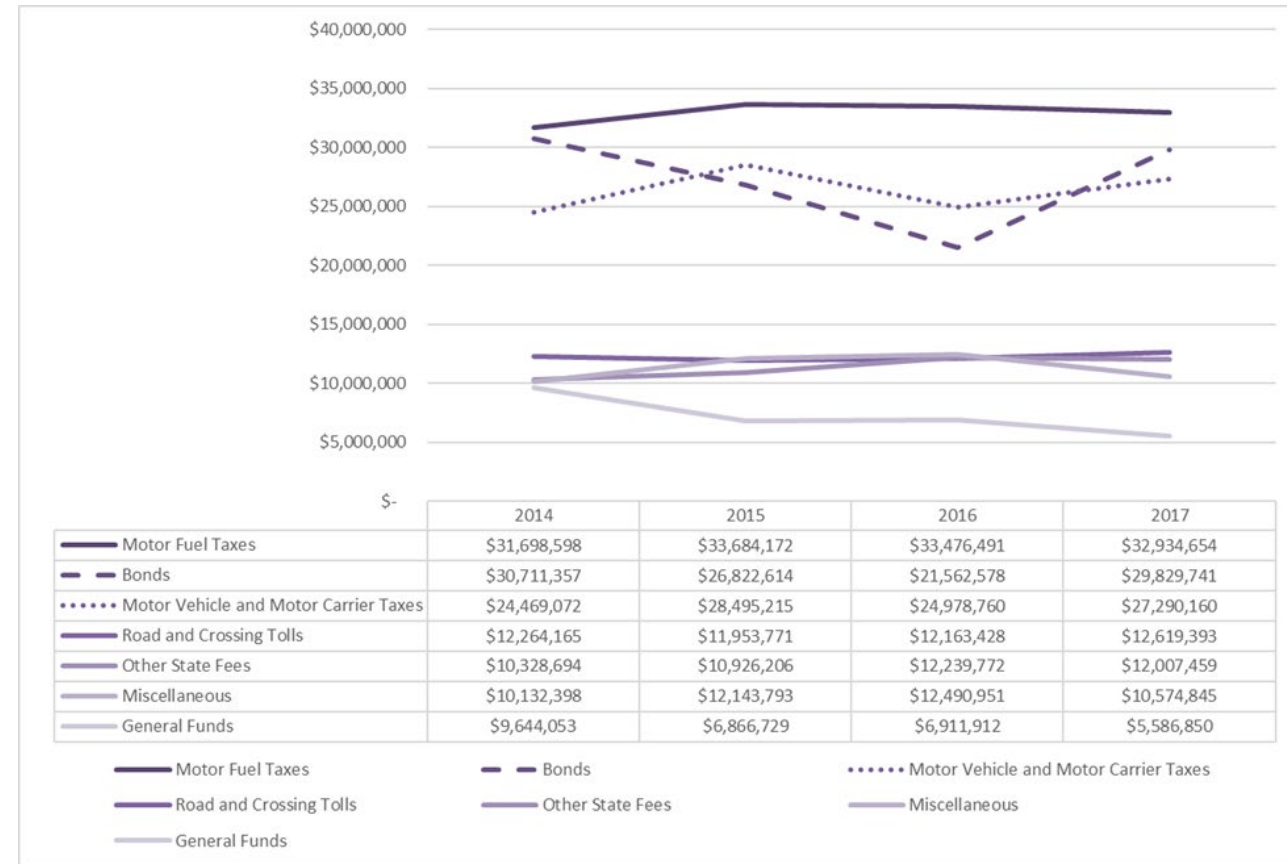 $40,000,000
$35,000,000
$30,000,000
$25,000,000
$20,000,000
$15,000,000
$10,000,000
$5,000,000
$-
2014 2015 2016 2017
Motor Fuel Taxes $31,698,598 $33,684,172 $33,476,491 $32,934,654
Bonds $30,711,357 $26,822,614 $21,562,578 $29,829,741
Motor Vehicle and Motor Carrier Taxes $24,469,072 $28,495,215 $24,978,760 $27,290,160
Road and Crossing Tolls $12,264,165 $11,953,771 $12,163,428 $12,619,393
Other State Fees $10,328,694 $10,926,206 $12,239,772 $12,007,459
Miscellaneous $10,132,398 $12,143,793 $12,490,951 $10,574,845
General Funds $9,644,053 $6,866,729 $6,911,912 $5,586,850
Motor Fuel Taxes Bonds Motor Vehicle and Motor Carrier Taxes
Road and Crossing Tolls Other State Fees Miscellaneous
General Funds